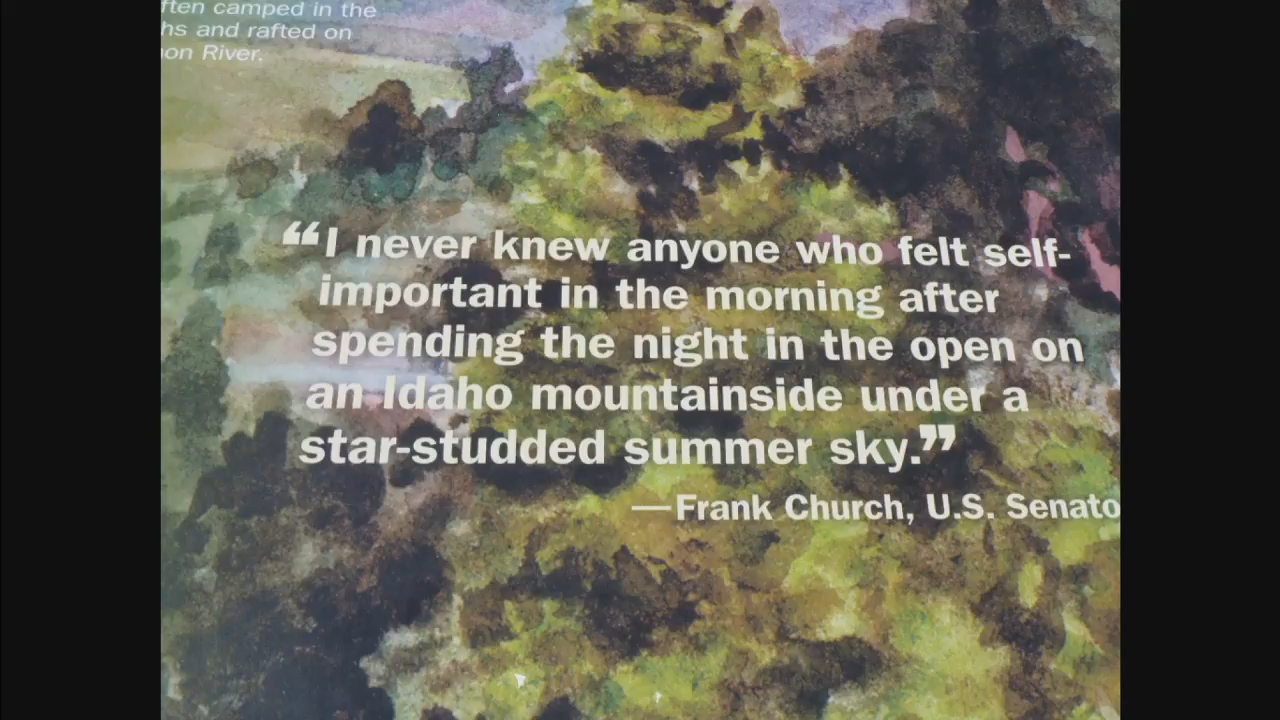 ften camped in the
hs and rafted on
on River.
“I never knew anyone who felt self-
important in the morning after
spending the night in the open on
an Idaho mountainside under a
star-studded summer sky.”
—Frank Church, U.S. Senato